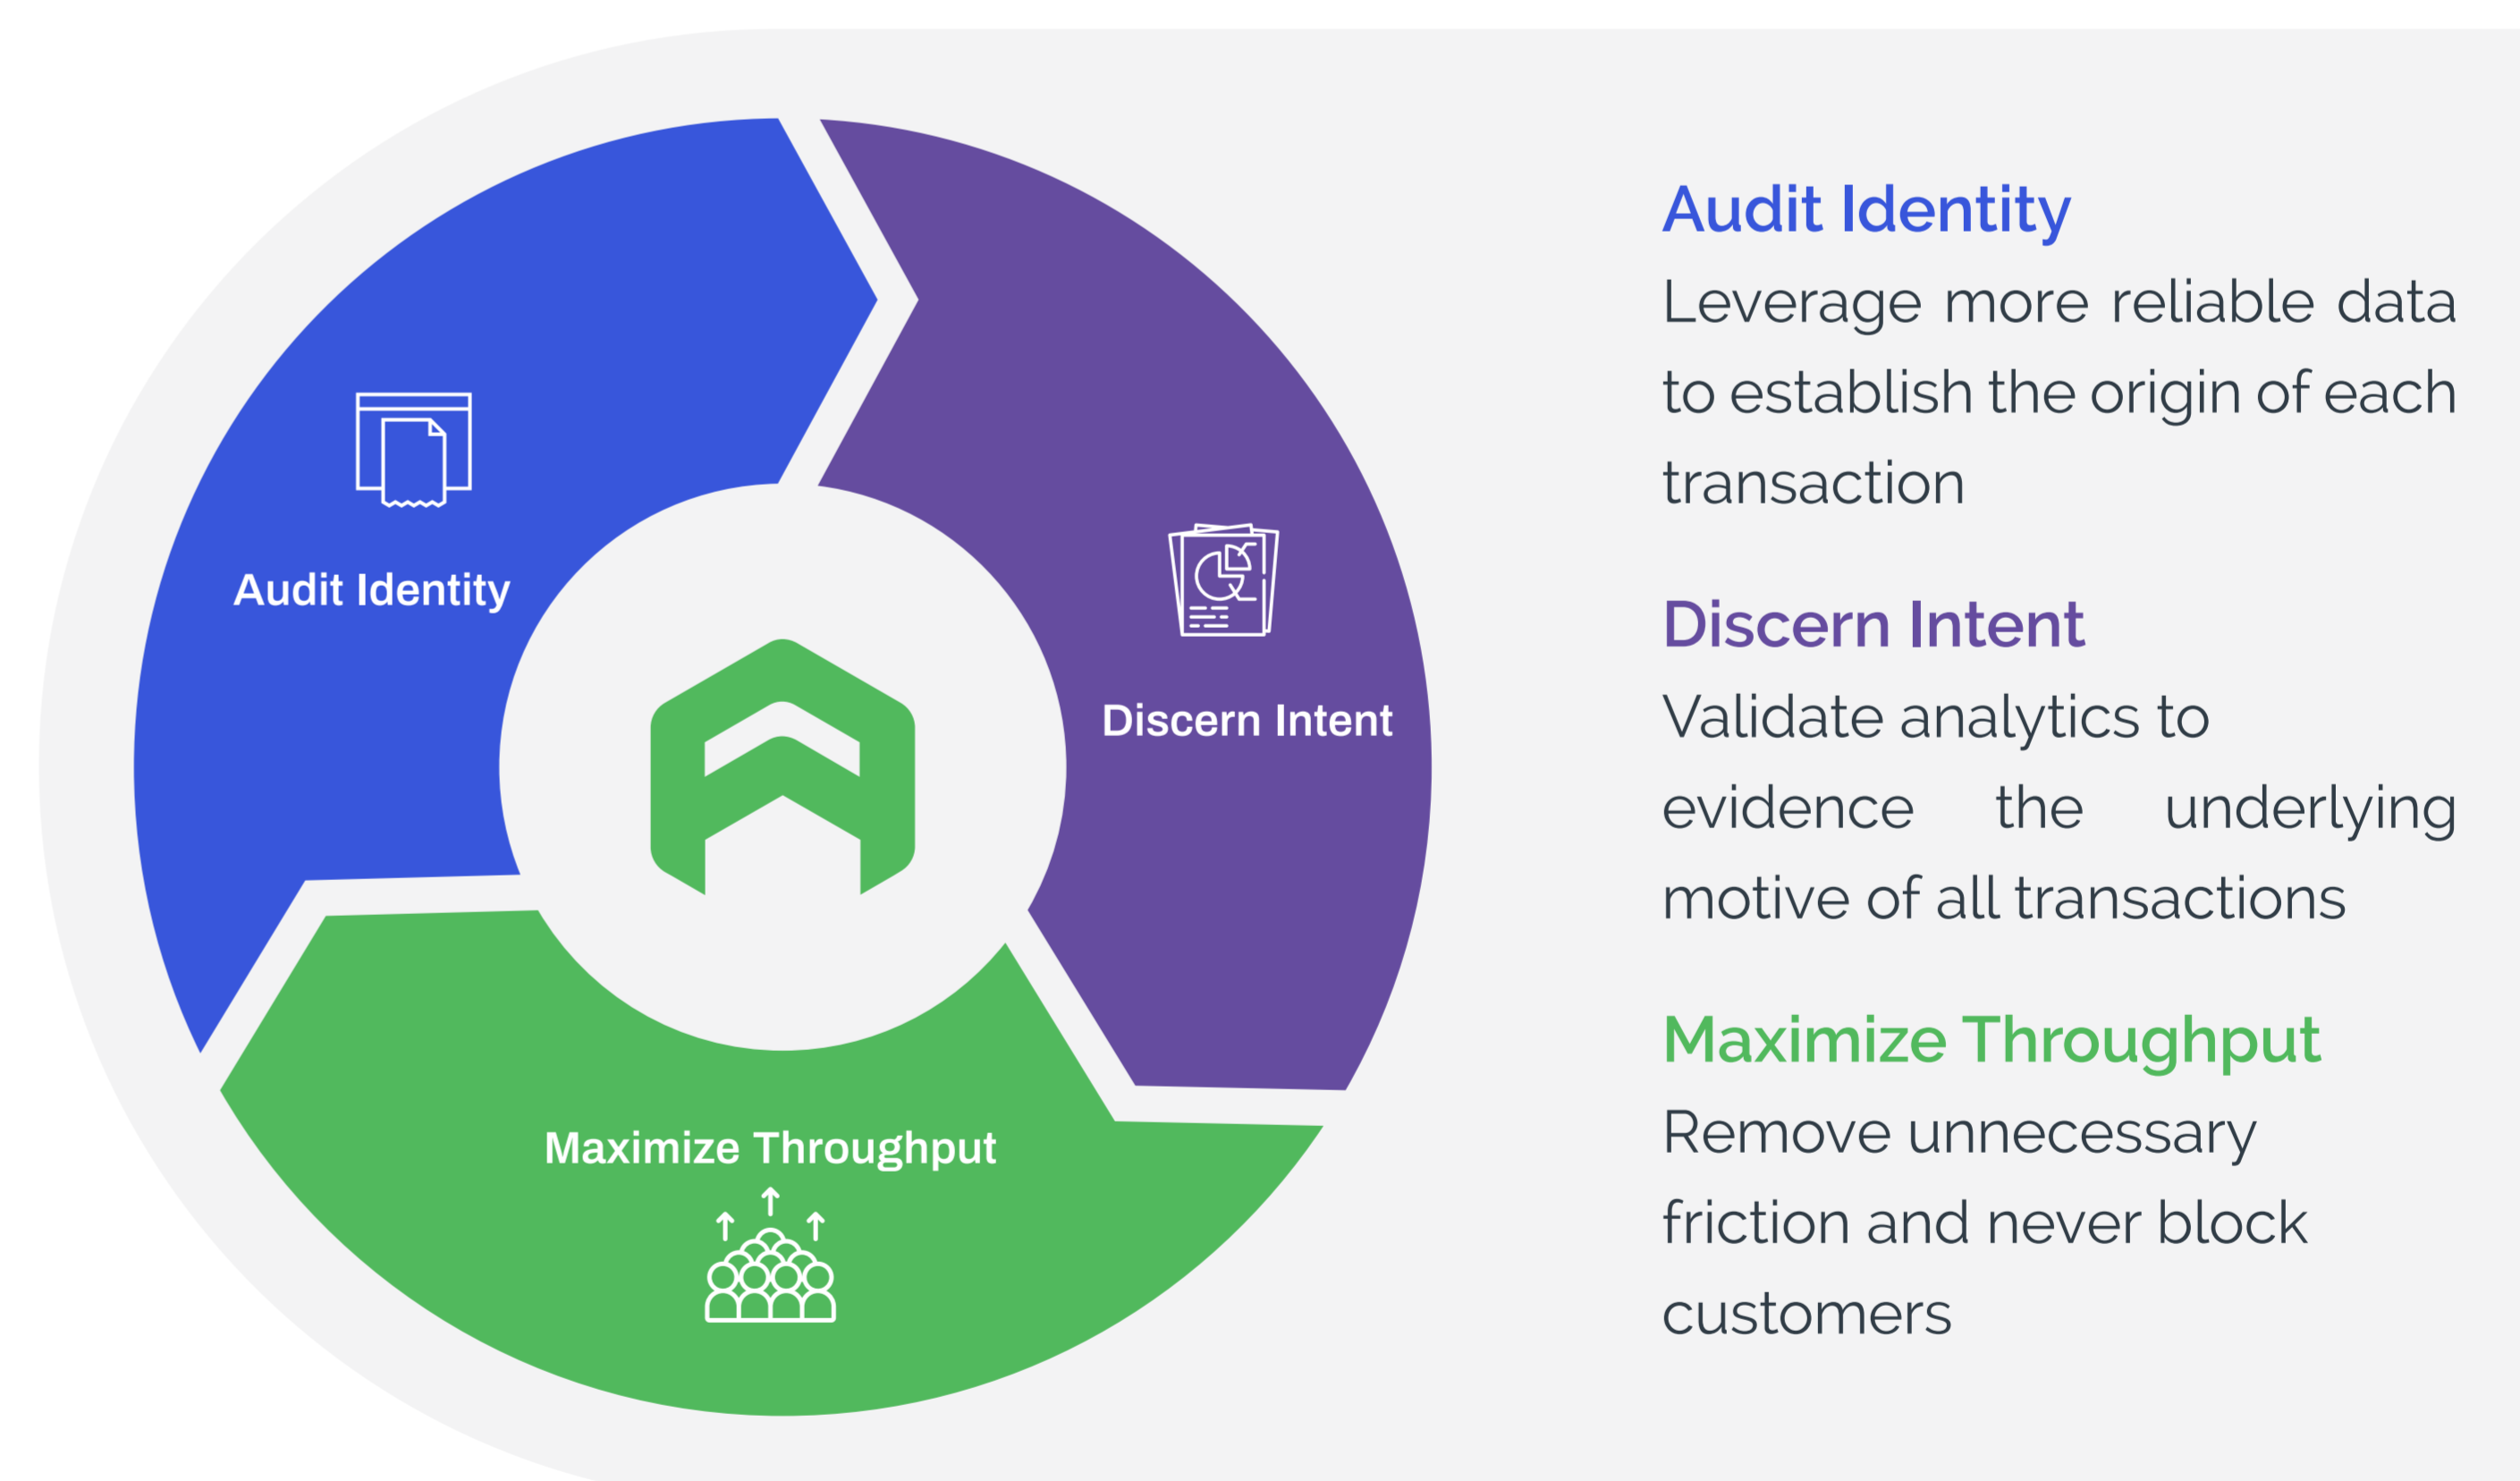 Audit Identity
Discern Intent
Maximize Throughput
Audit Identity
Leverage more reliable data
to establish the origin of each
transaction
Discern Intent
Validate analytics to
evidence the underlying
motive of all transactions
Maximize Throughput
Remove unnecessary
friction and never block
customers